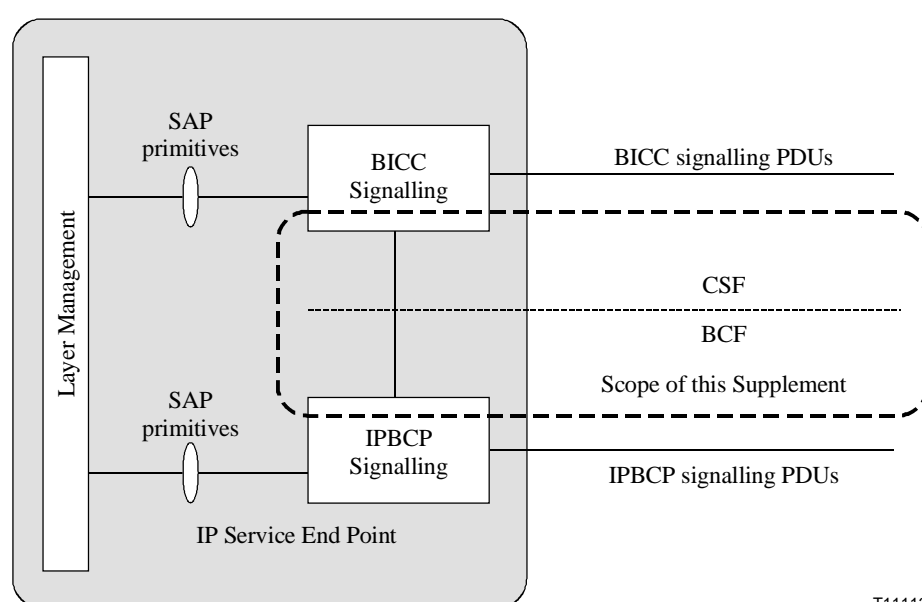 SAP
primitives
BICC
Signalling
BICC signalling PDUs
Layer Management
CSF
BCF
Scope of this Supplement
SAP
primitives
IPBCP
Signalling
IPBCP signalling PDUs
IP Service End Point